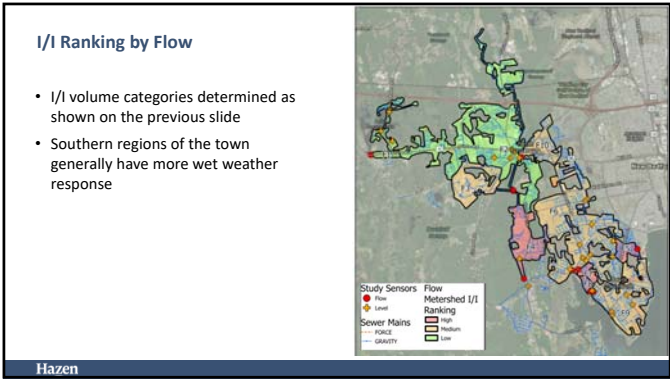 I/I Ranking by Flow
• I/I volume categories determined as
shown on the previous slide
• Southern regions of the town
generally have more wet weather
response
Study Sensors
Flow
Level
Sewer Mains
FORCE
GRAVITY
Flow
Metershed I/I
Ranking
High
Medium
Low
Hazen